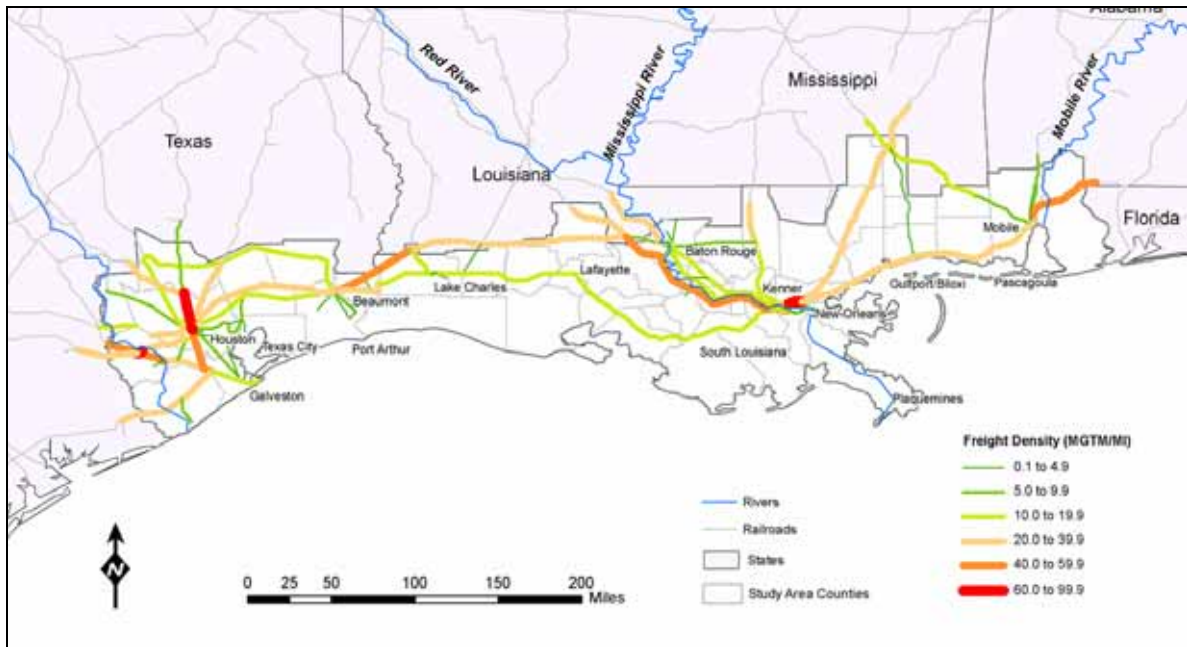 Alabama
Red River
Mississippi River
Mississippi
Mobile River
Texas
Louisiana
Florida
Mobile
Baton Rouge
Lafayette
Lake Charles
Kenner
Gulfport/Biloxi
Pascagoula
Beaumont
New Orleans
Houston
Texas City
Port Arthur
South Louisiana
Galveston
Plaquemines
Freight Density (MGTM/MI)
0.1 to 4.9
5.0 to 9.9
10.0 to 19.9
20.0 to 39.9
40.0 to 59.9
60.0 to 99.9
Rivers
Railroads
States
Study Area Counties
N
0 25 50 100 150 200
Miles